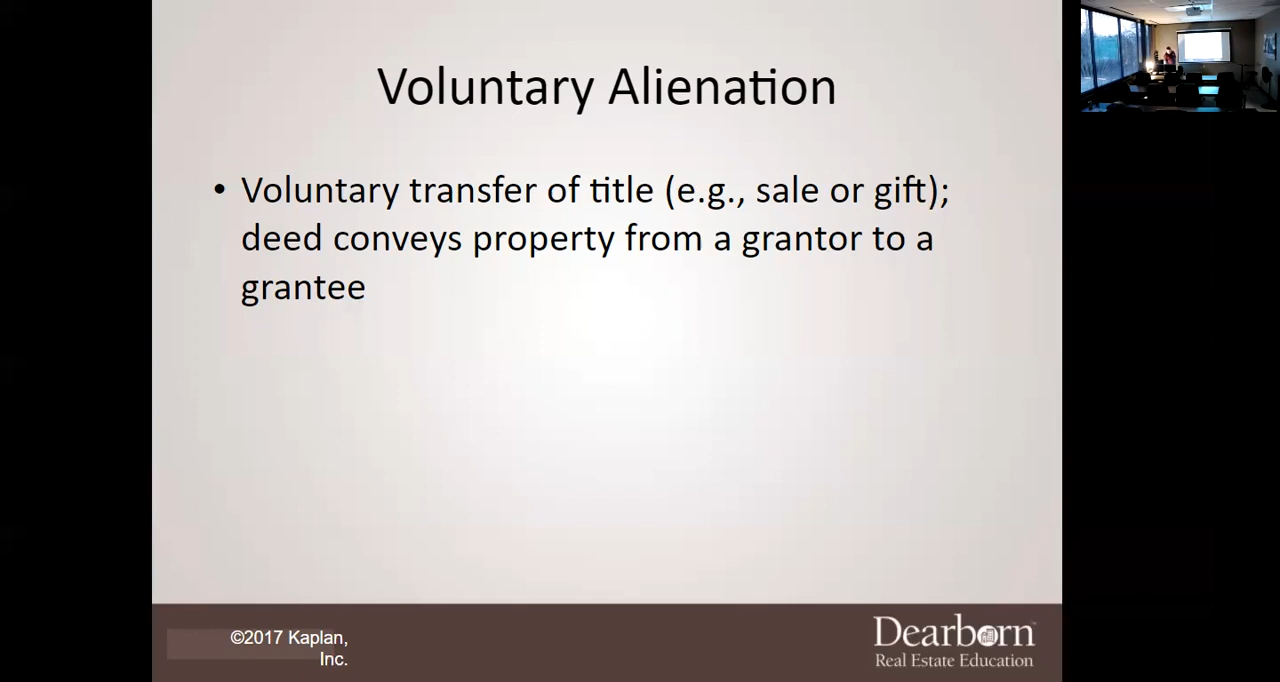 Voluntary Alienation
• Voluntary transfer of title (e.g., sale or gift);
deed conveys property from a grantor to a
grantee
©2017 Kaplan,
Inc.
Dearborn™
Real Estate Education